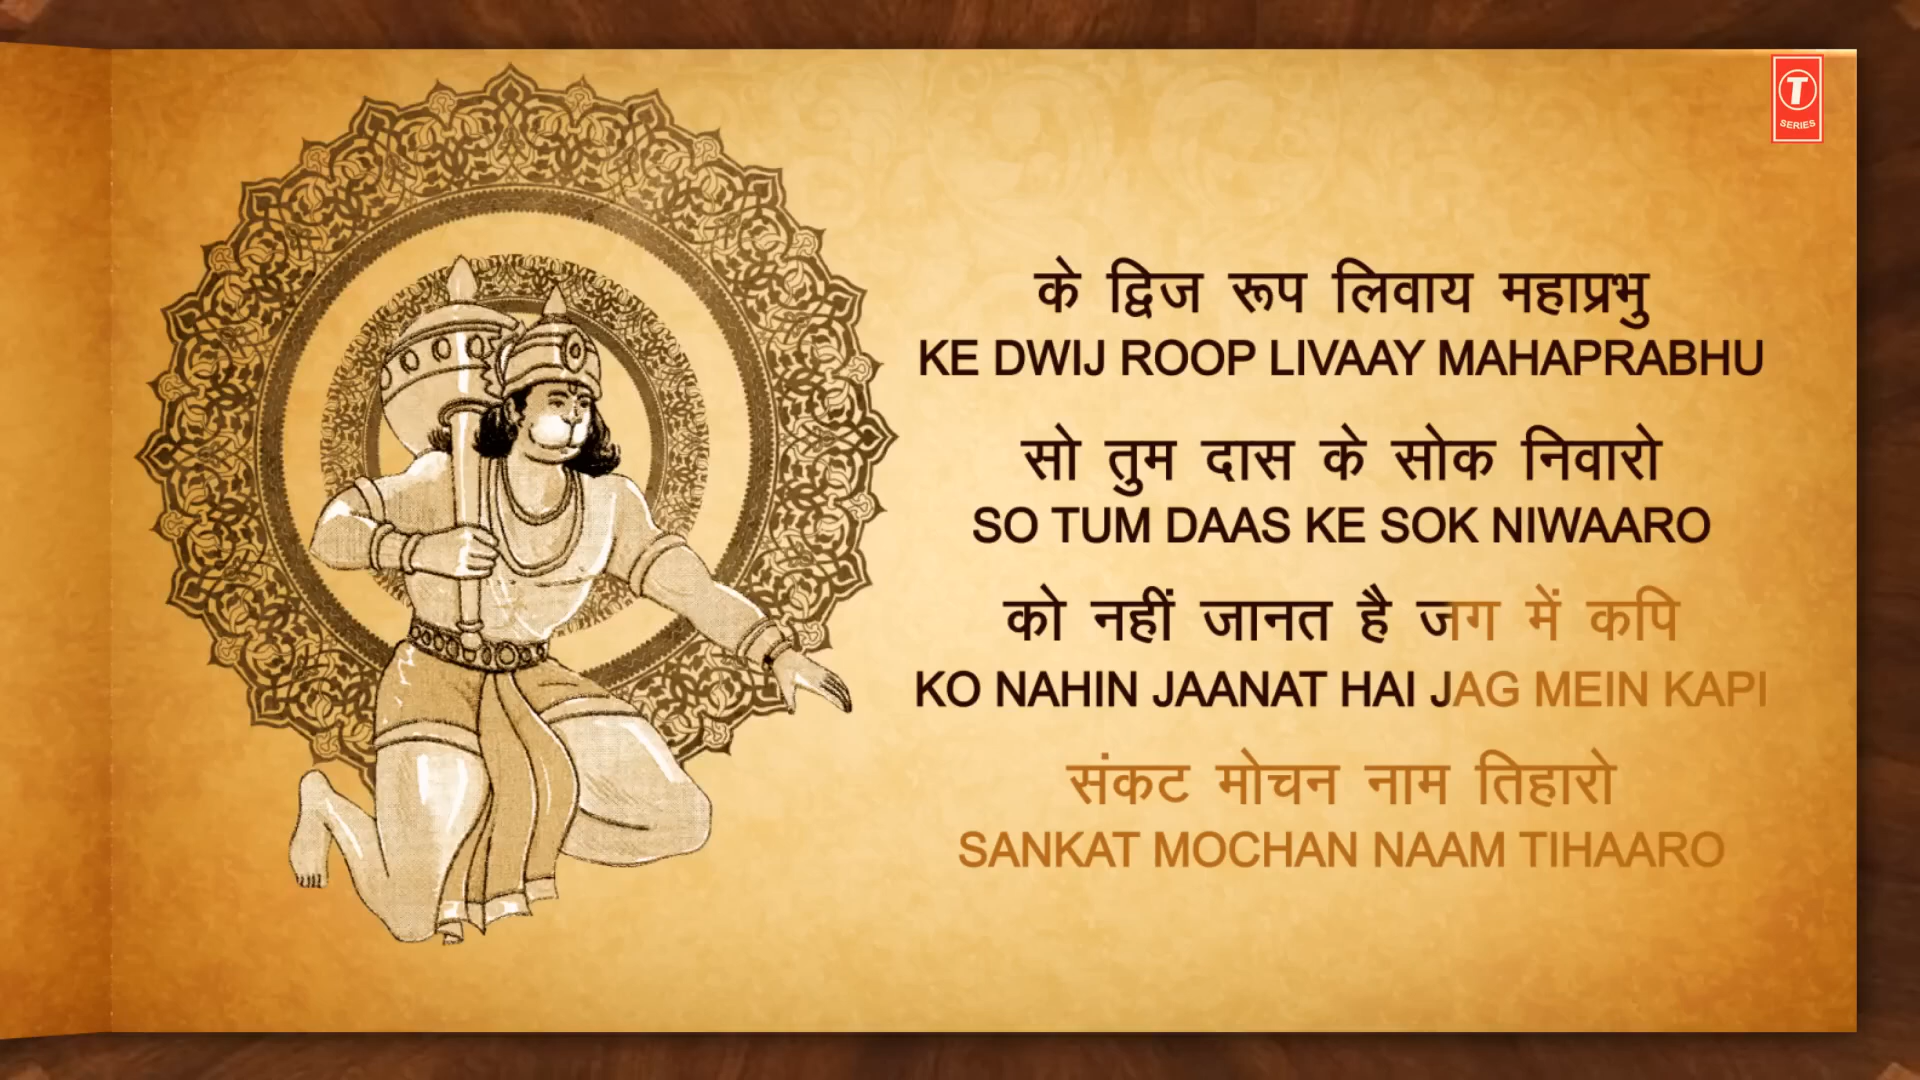 T
SERIES
के द्विज रूप लिवाय महाप्रभु
KE DWIJ ROOP LIVAAY MAHAPRABHU
सो तुम दास के सोक निवारो
SO TUM DAAS KE SOK NIWAARO
को नहीं जानत है जग में कपि
KO NAHIN JAANAT HAI JAG MEIN KAPI
संकट मोचन नाम तिहारो
SANKAT MOCHAN NAAM TIHAARO